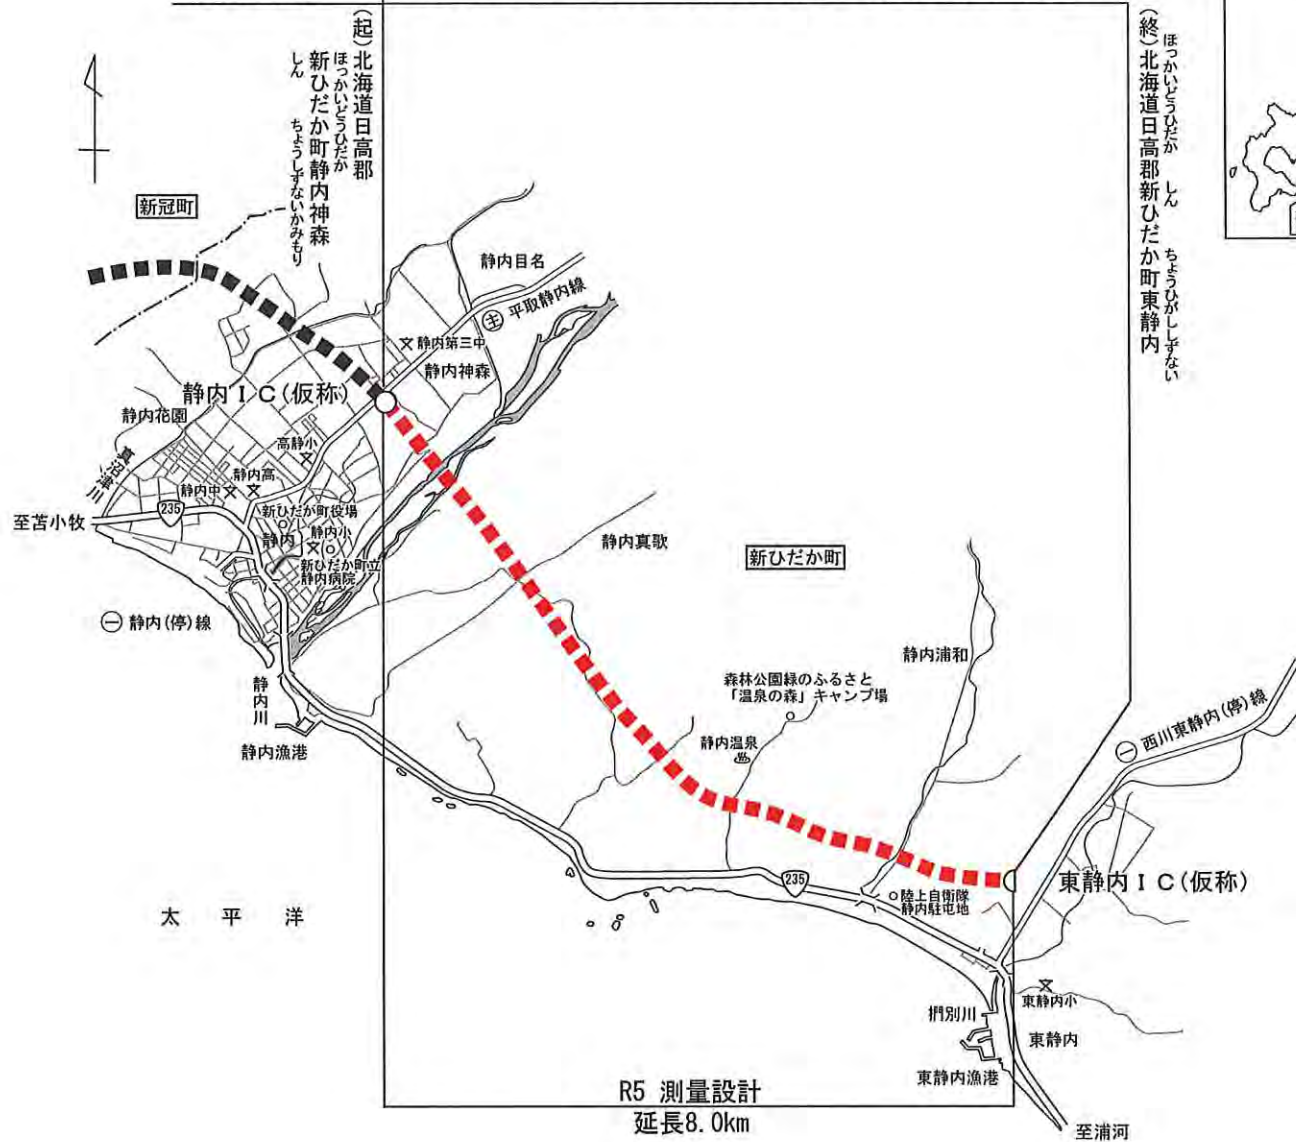 (起)北海道日高郡
ほっかいどうひだか
新ひだか町静内神森
しん ちょうしずないかみもり
(終)北海道日高郡新ひだか町東静内
ほっかいどうひだか しん ちょうひがししずない
新冠町
静内目名
平取静内線
主
静内第三中
静内神森
静内IC(仮称)
静内花園
高静小
真沼津川
静内高
静内中
235
新ひだか町役場
至苫小牧
静内
静内小
新ひだか町立
静内病院
静内真歌
新ひだか町
一 静内(停)線
静内浦和
森林公園緑のふるさと
「温泉の森」キャンプ場
静内川
静内温泉
西川東静内(停)線
一
静内漁港
235
東静内IC(仮称)
陸上自衛隊
静内駐屯地
太平洋
東静内小
捫別川
東静内
東静内漁港
R5 測量設計
延長8.0km
至浦河